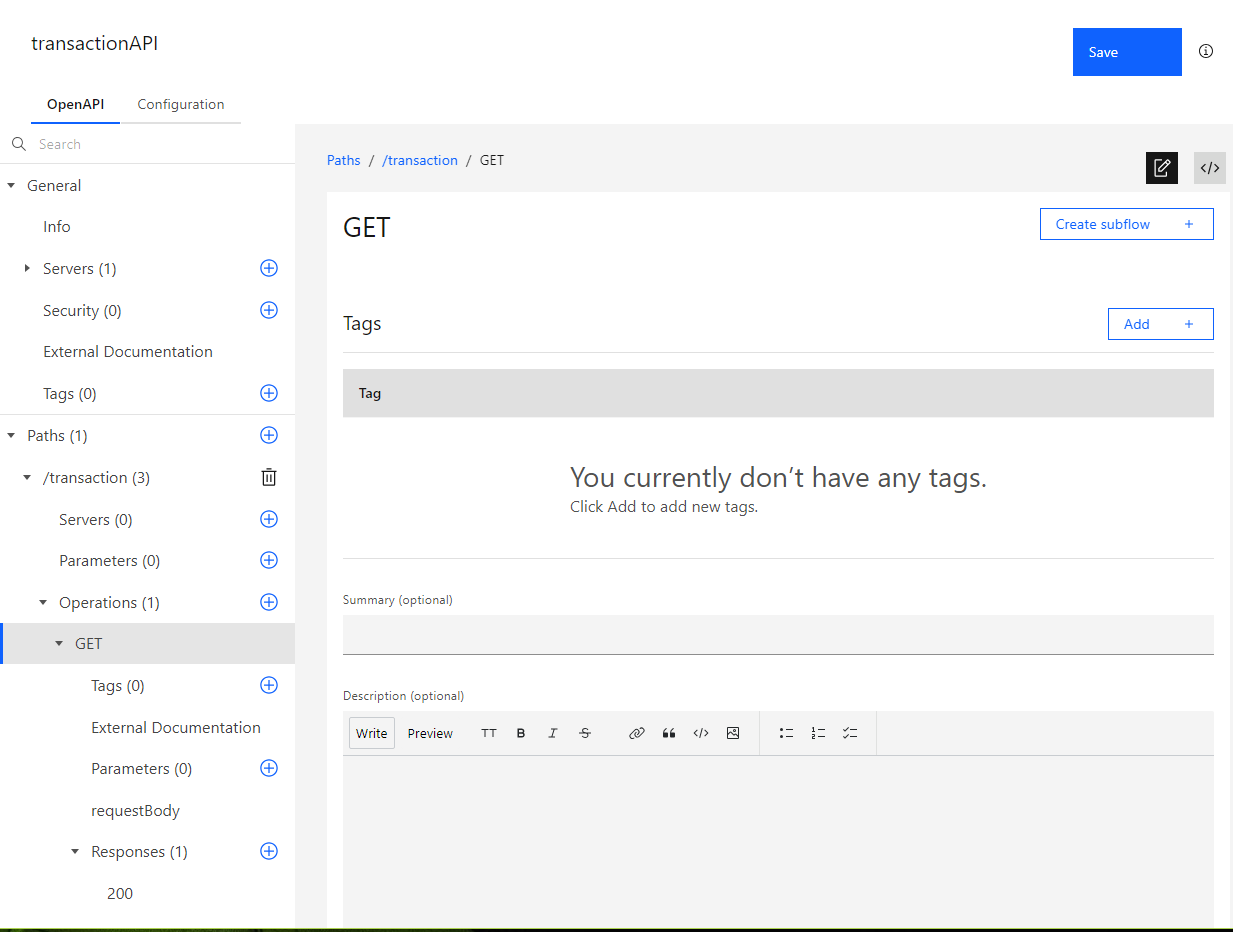 transactionAPI
Save
OpenAPI Configuration
Search
General
Info
Servers (1)
Security (0)
External Documentation
Tags (0)
Paths (1)
/transaction (3)
Servers (0)
Parameters (0)
Operations (1)
GET
Tags (0)
External Documentation
Parameters (0)
requestBody
Responses (1)
200
Paths / /transaction / GET
GET
Create subflow +
Tags
Add +
Tag
You currently don’t have any tags.
Click Add to add new tags.
Summary (optional)
Description (optional)
Write Preview TT B I S